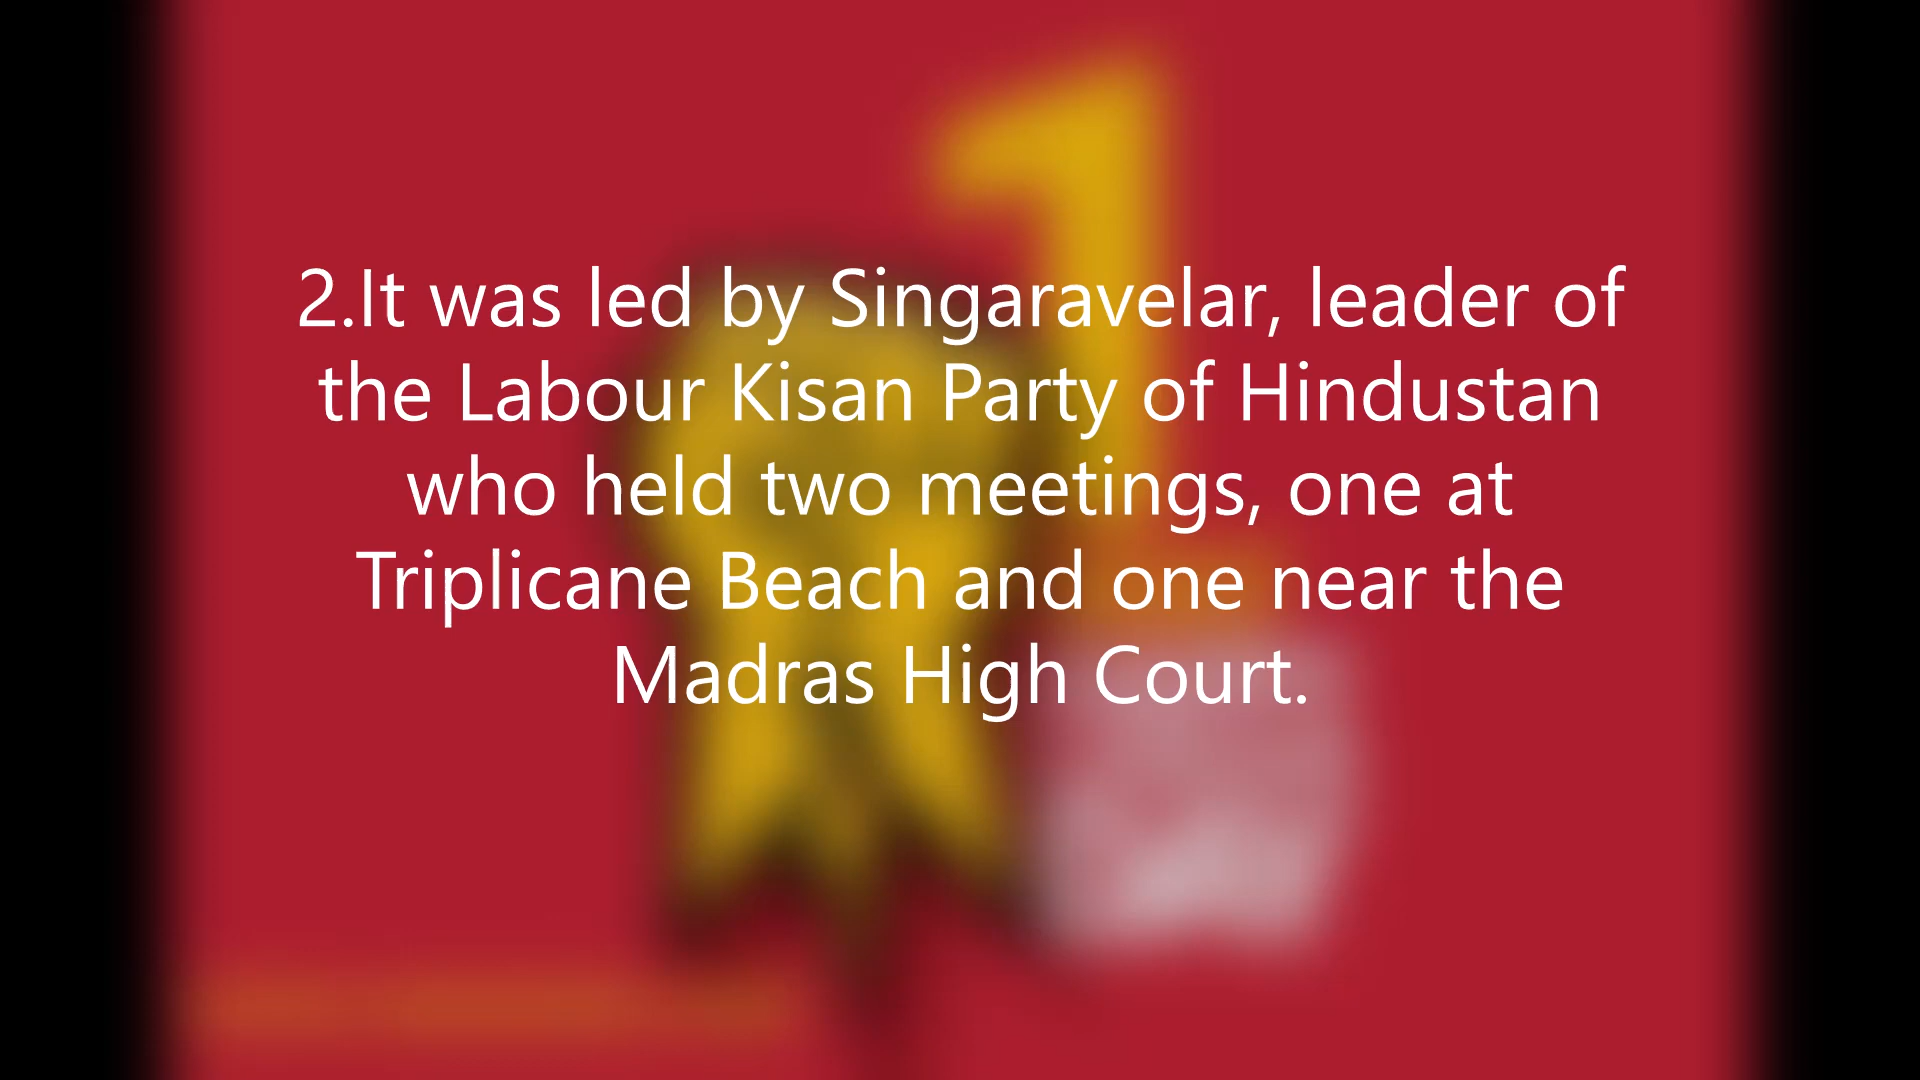 2.It was led by Singaravelar, leader of
the Labour Kisan Party of Hindustan
who held two meetings, one at
Triplicane Beach and one near the
Madras High Court.